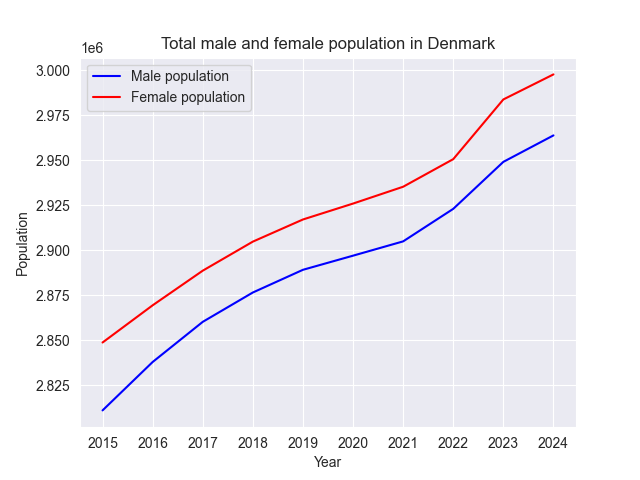 Total male and female population in Denmark
1e6
3.000
2.975
2.950
2.925
2.900
2.875
2.850
2.825
Population
Male population
Female population
2015 2016 2017 2018 2019 2020 2021 2022 2023 2024
Year